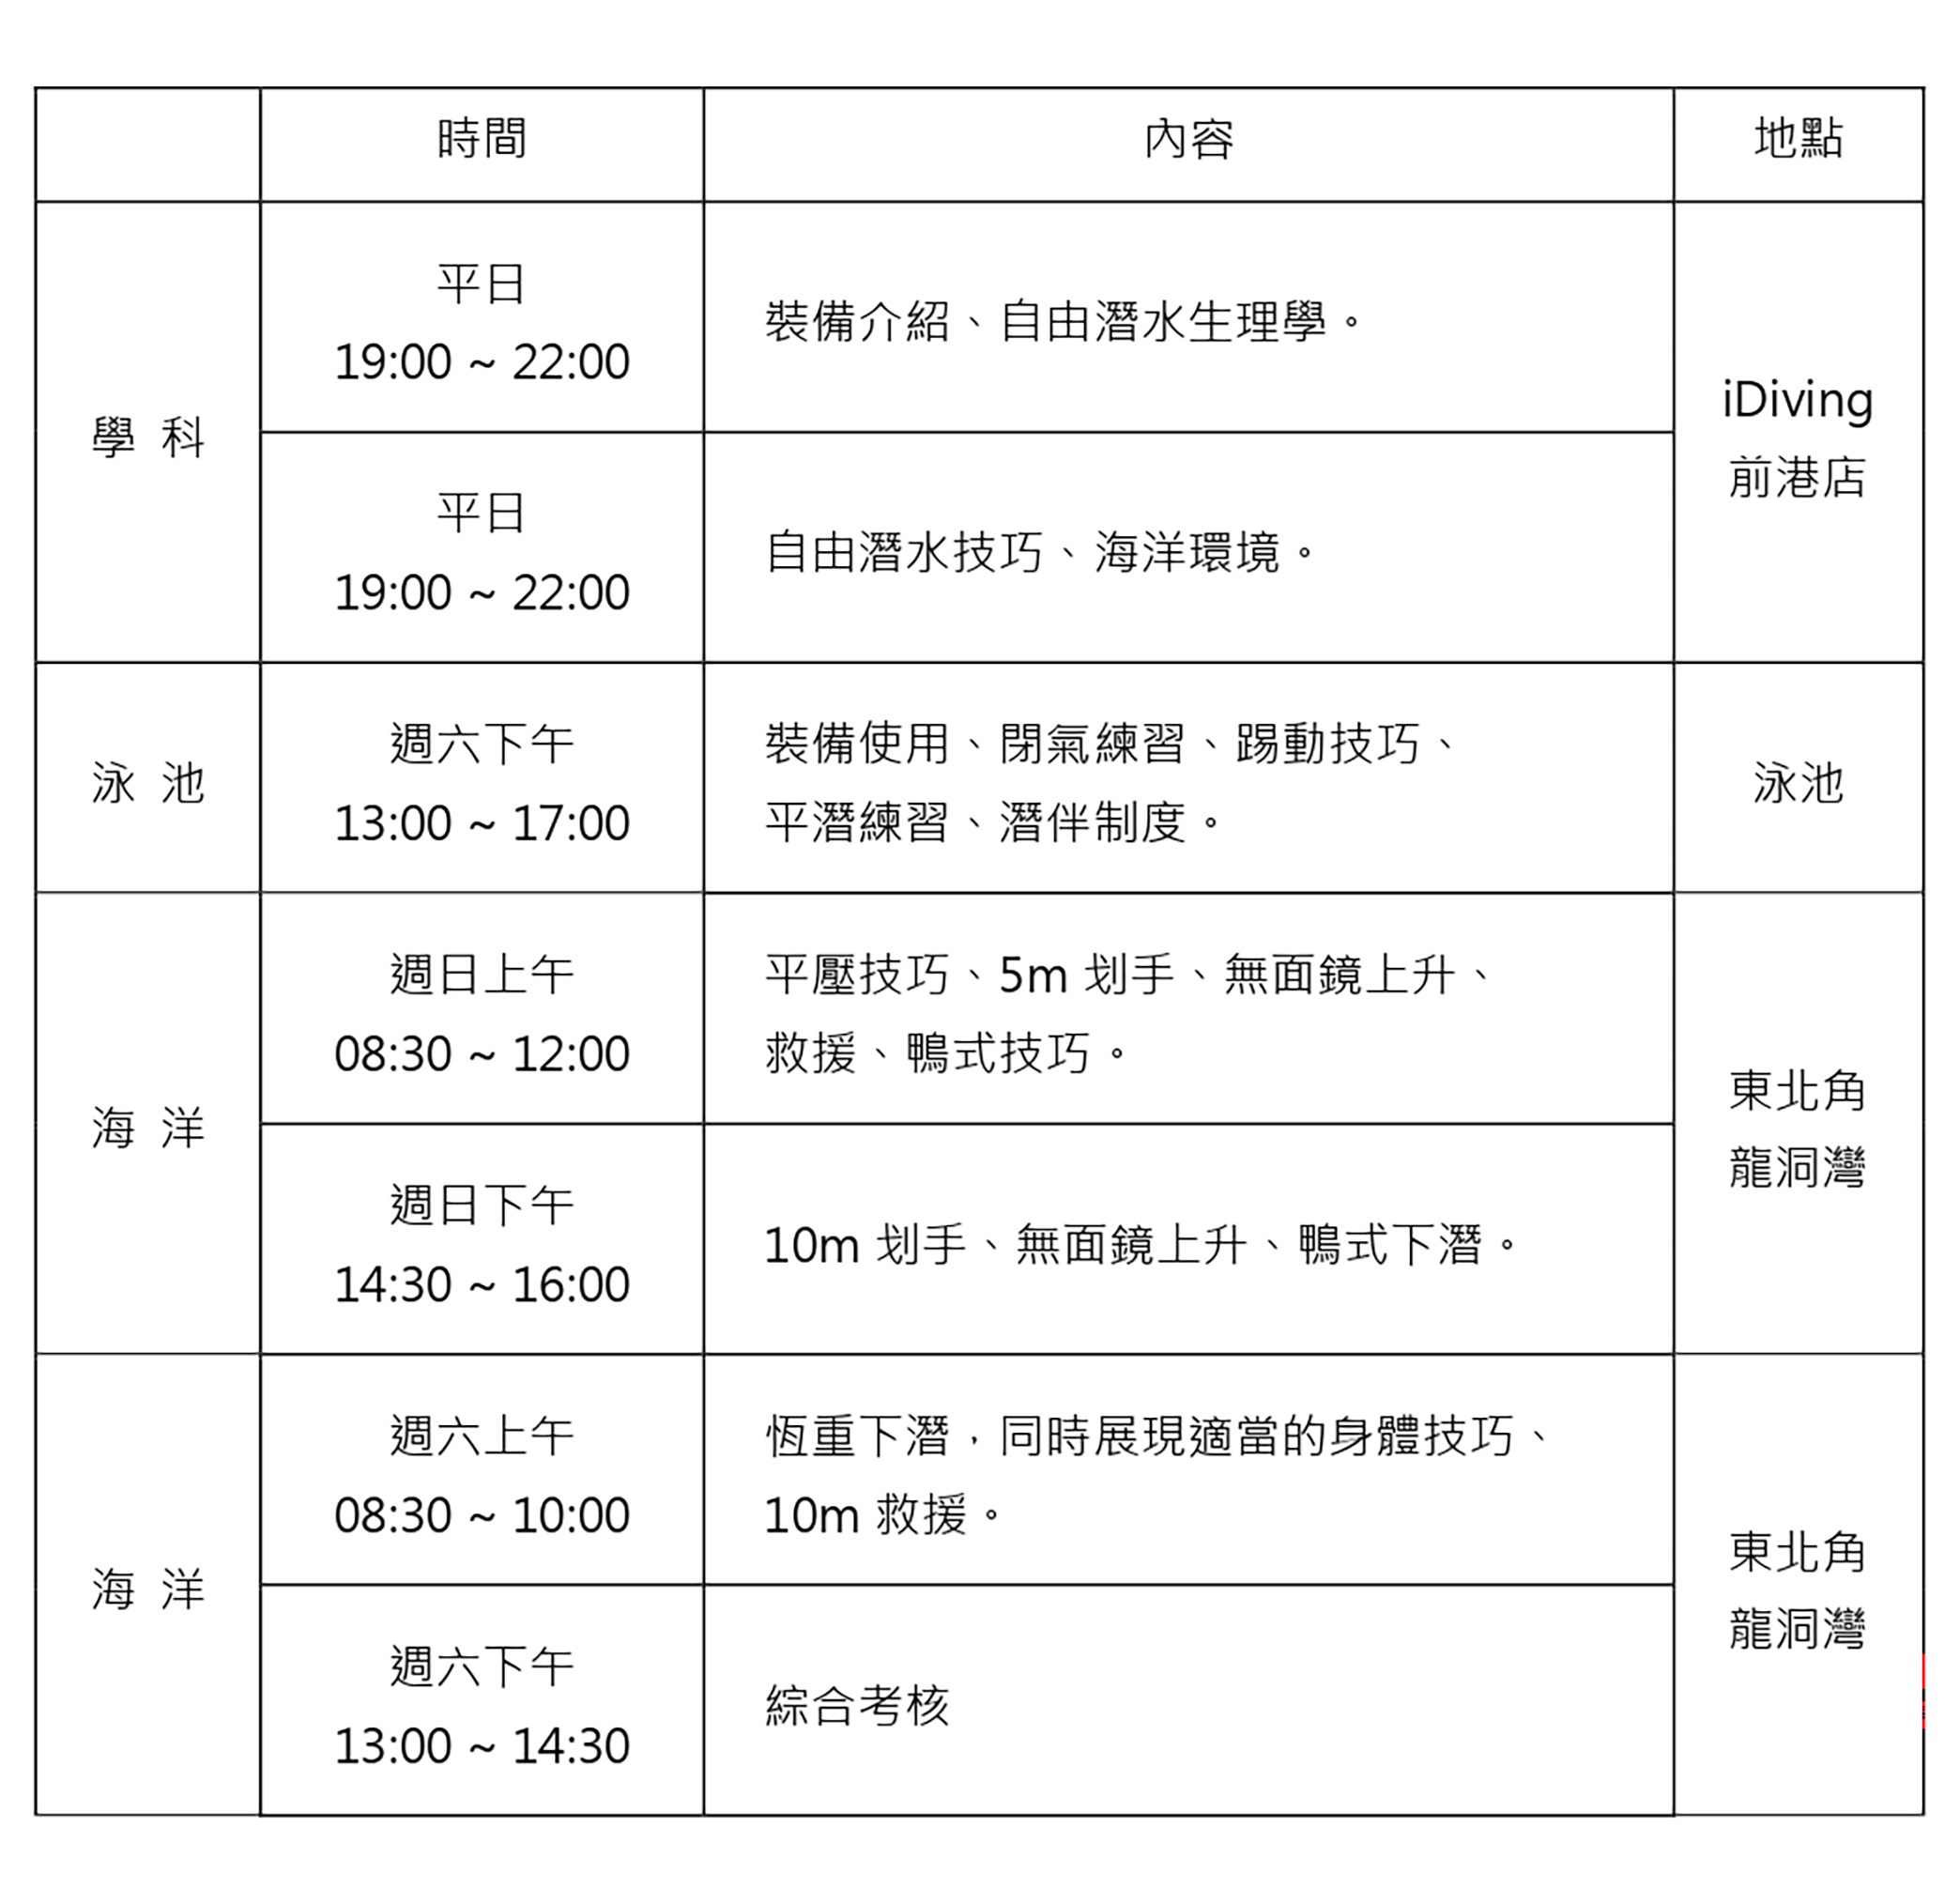 時間
內容
地點
學 科
平日
19:00 ~ 22:00
裝備介紹、自由潛水生理學。
iDiving
前港店
平日
19:00 ~ 22:00
自由潛水技巧、海洋環境。
泳 池
週六下午
13:00 ~ 17:00
裝備使用、閉氣練習、踢動技巧、
平潛練習、潛伴制度。
泳池
海 洋
週日上午
08:30 ~ 12:00
平壓技巧、5m 划手、無面鏡上升、
救援、鴨式技巧。
東北角
龍洞灣
週日下午
14:30 ~ 16:00
10m 划手、無面鏡上升、鴨式下潛。
海 洋
週六上午
08:30 ~ 10:00
恆重下潛，同時展現適當的身體技巧、
10m 救援。
東北角
龍洞灣
週六下午
13:00 ~ 14:30
綜合考核